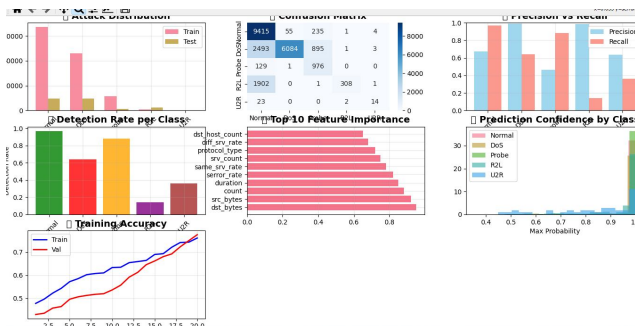 Attack Distribution
Train
Test
Confusion Matrix
Normal
DoS
Probe
R2L
U2R
9415 55 235 1 4
2493 6084 895 1 3
129 1 976 0 0
1902 0 1 308 1
23 0 0 2 14
8000
6000
4000
2000
0
Precision vs Recall
1.0
0.8
0.6
0.4
0.2
0.0
Precision
Recall
Detection Rate per Class
1.0
0.8
0.6
0.4
0.2
0.0
Top 10 Feature Importance
dst_host_count
diff_srv_rate
protocol_type
srv_count
same_srv_rate
serror_rate
duration
count
src_bytes
dst_bytes
0.0 0.2 0.4 0.6 0.8
Prediction Confidence by Class
Normal
DoS
Probe
R2L
U2R
30
20
10
0
0.4 0.5 0.6 0.7 0.8 0.9
Max Probability
Training Accuracy
Train
Val
0.7
0.6
0.5
2.5 5.0 7.5 10.0 12.5 15.0 17.5 20.0